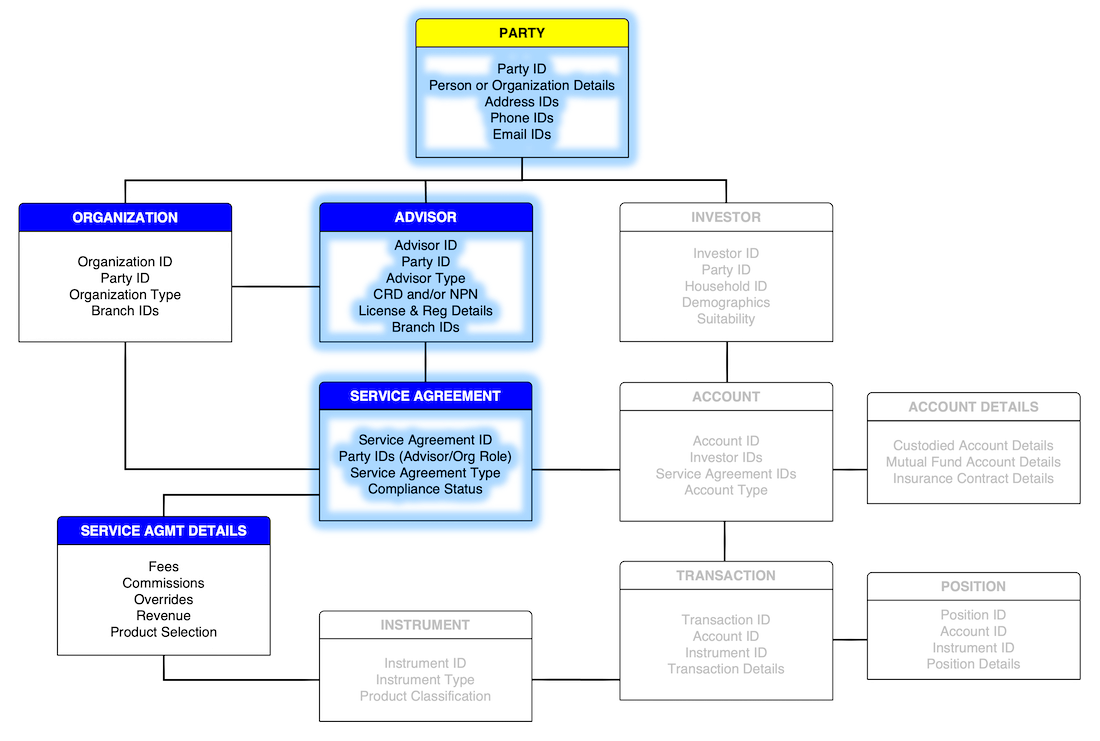 PARTY
Party ID
Person or Organization Details
Address IDs
Phone IDs
Email IDs
ORGANIZATION
Organization ID
Party ID
Organization Type
Branch IDs
ADVISOR
Advisor ID
Party ID
Advisor Type
CRD and/or NPN
License & Reg Details
Branch IDs
INVESTOR
Investor ID
Party ID
Household ID
Demographics
Suitability
SERVICE AGREEMENT
Service Agreement ID
Party IDs (Advisor/Org Role)
Service Agreement Type
Compliance Status
ACCOUNT
Account ID
Investor IDs
Service Agreement IDs
Account Type
ACCOUNT DETAILS
Custodied Account Details
Mutual Fund Account Details
Insurance Contract Details
SERVICE AGMT DETAILS
Fees
Commissions
Overrides
Revenue
Product Selection
INSTRUMENT
Instrument ID
Instrument Type
Product Classification
TRANSACTION
Transaction ID
Account ID
Instrument ID
Transaction Details
POSITION
Position ID
Account ID
Instrument ID
Position Details